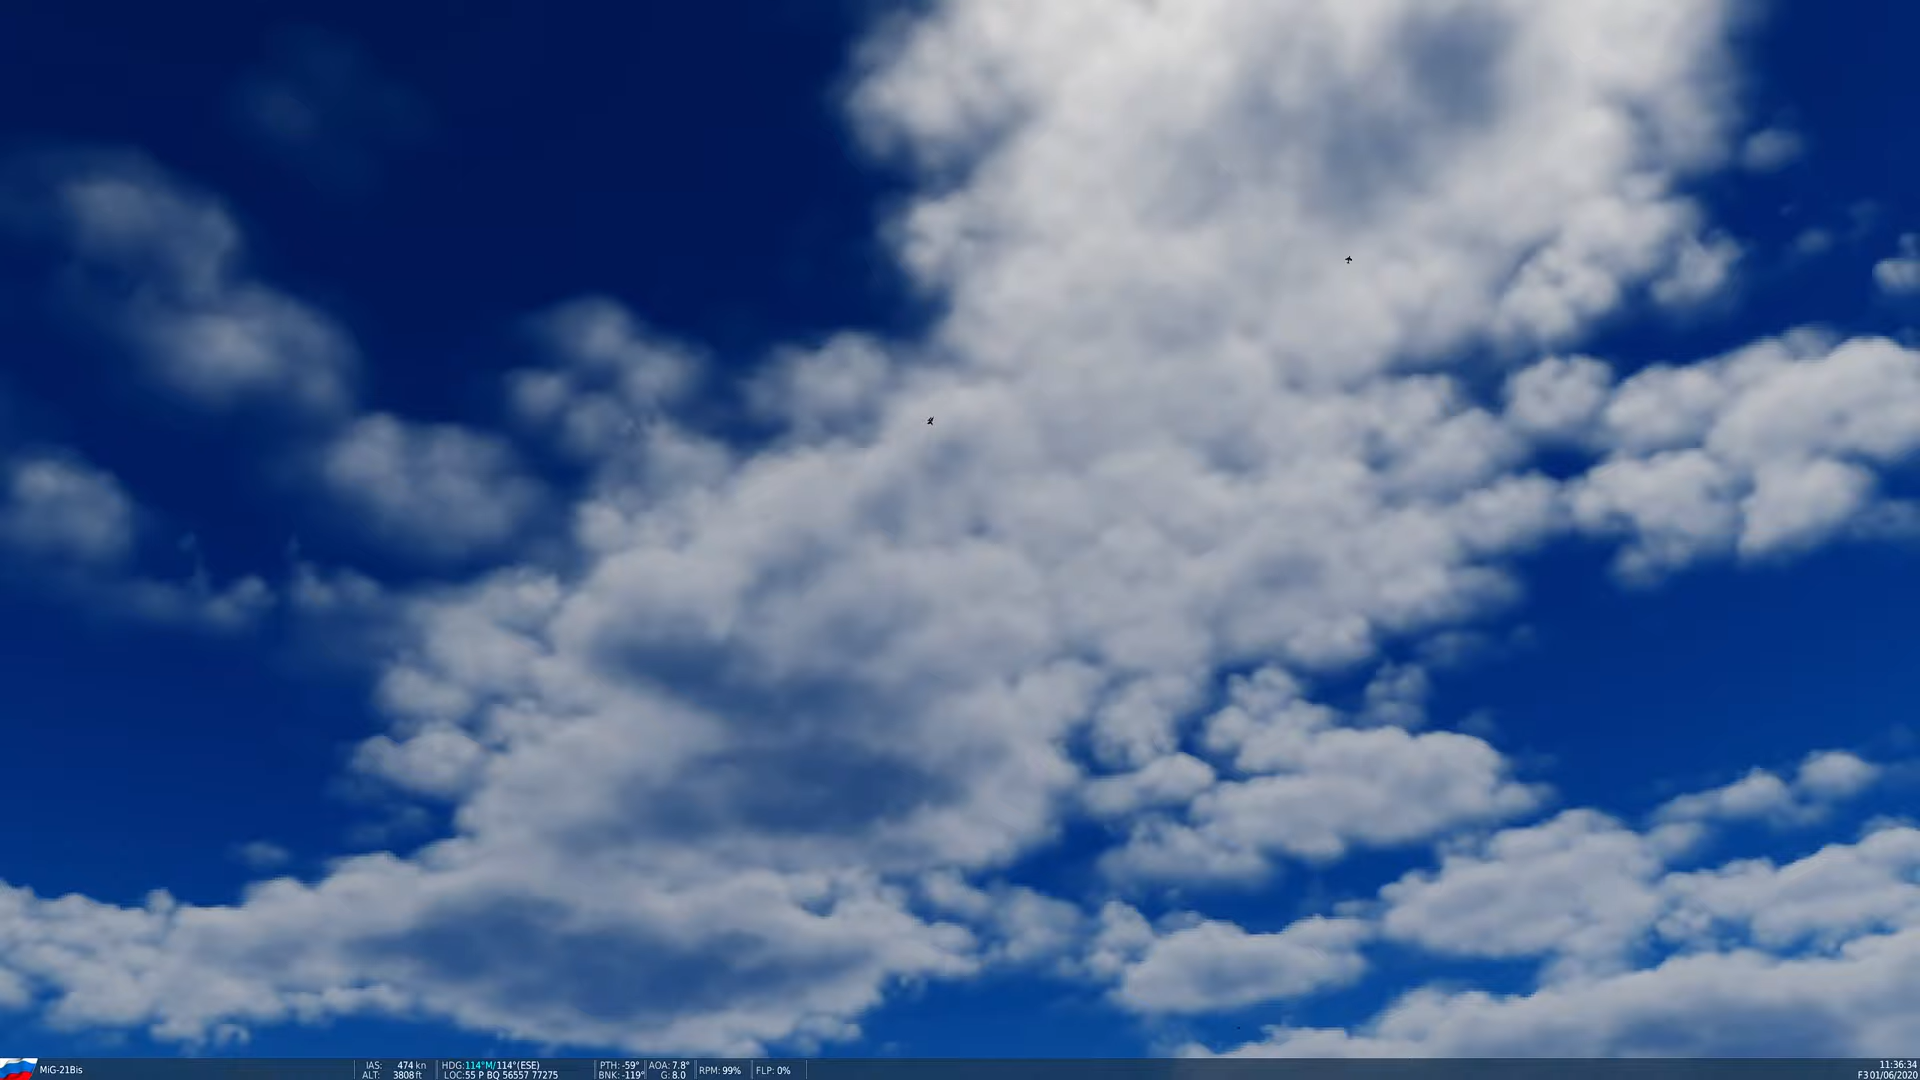 MiG-21Bis
IAS: 474 kn
ALT: 3808 ft
HDG:114°M/114°(ESE)
LOC:55 P BQ 56557 77275
PTH: -59°
BNK: -119°
AOA: 7.8°
G: 8.0
RPM: 99%
FLP: 0%
11:36:34
F3 01/06/2020